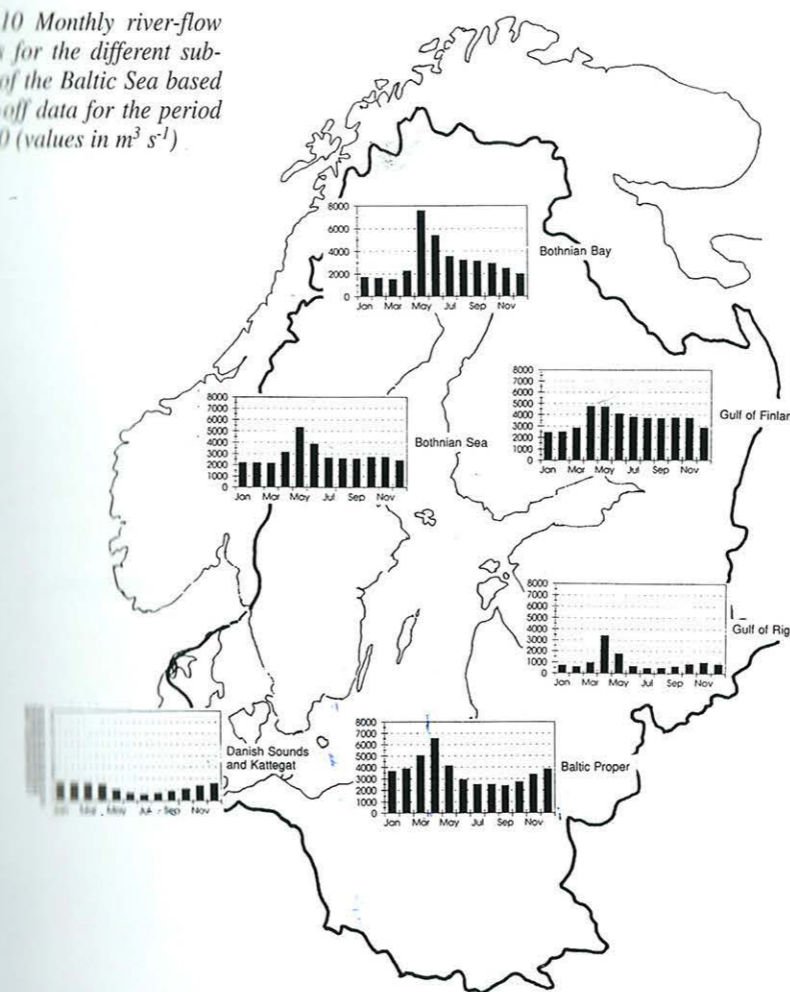 10 Monthly river-flow
for the different sub-
of the Baltic Sea based
off data for the period
0 (values in m³ s⁻¹)
8000
6000
4000
2000
0
Jan Mar May Jul Sep Nov
Bothnian Bay
8000
7000
6000
5000
4000
3000
2000
1000
0
Jan Mar May Jul Sep Nov
Gulf of Finlan
8000
7000
6000
5000
4000
3000
2000
1000
0
Jan Mar May Jul Sep Nov
Bothnian Sea
8000
7000
6000
5000
4000
3000
2000
1000
0
Jan Mar May Jul Sep Nov
Gulf of Rig
Mar May Jul Sep Nov
Danish Sounds
and Kattegat
8000
7000
6000
5000
4000
3000
2000
1000
0
Jan Mar May Jul Sep Nov
Baltic Proper